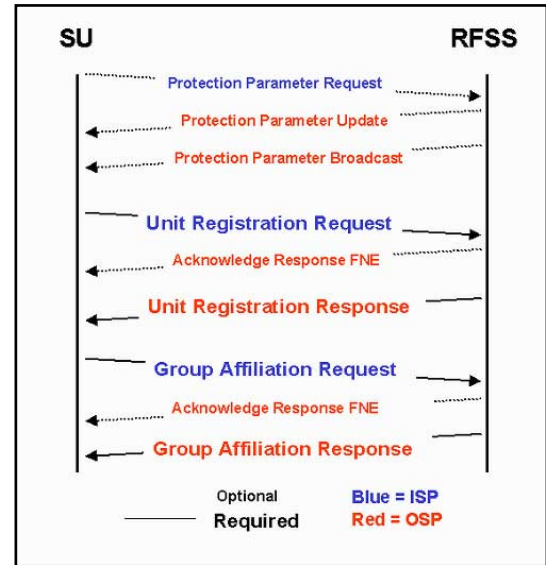 SU RFSS
Protection Parameter Request
Protection Parameter Update
Protection Parameter Broadcast
Unit Registration Request
Acknowledge Response FNE
Unit Registration Response
Group Affiliation Request
Acknowledge Response FNE
Group Affiliation Response
Optional Blue = ISP
Required Red = OSP